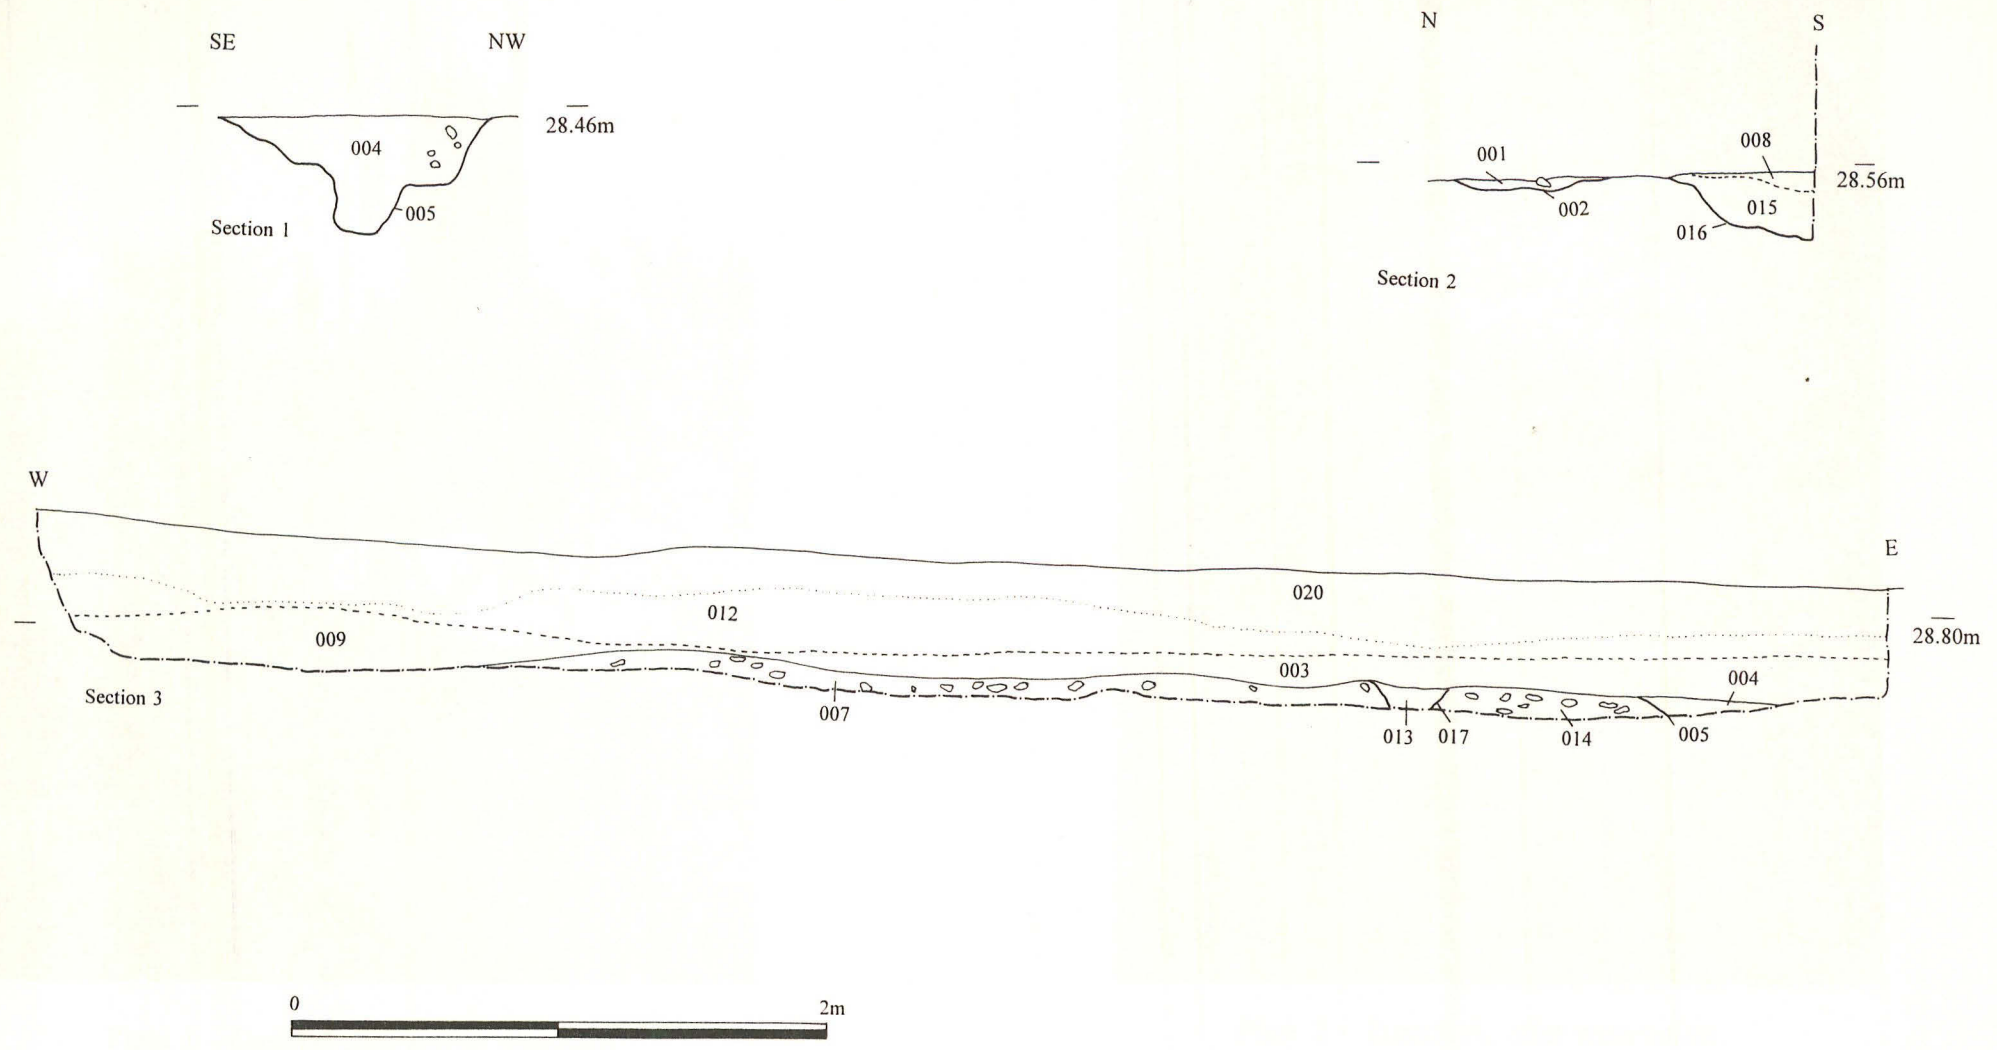 SE NW
28.46m
004
005
Section 1
N S
001
008
28.56m
002
015
016
Section 2
W
E
020
012
009
28.80m
003
004
Section 3
007
013 017 014 005
0 2m